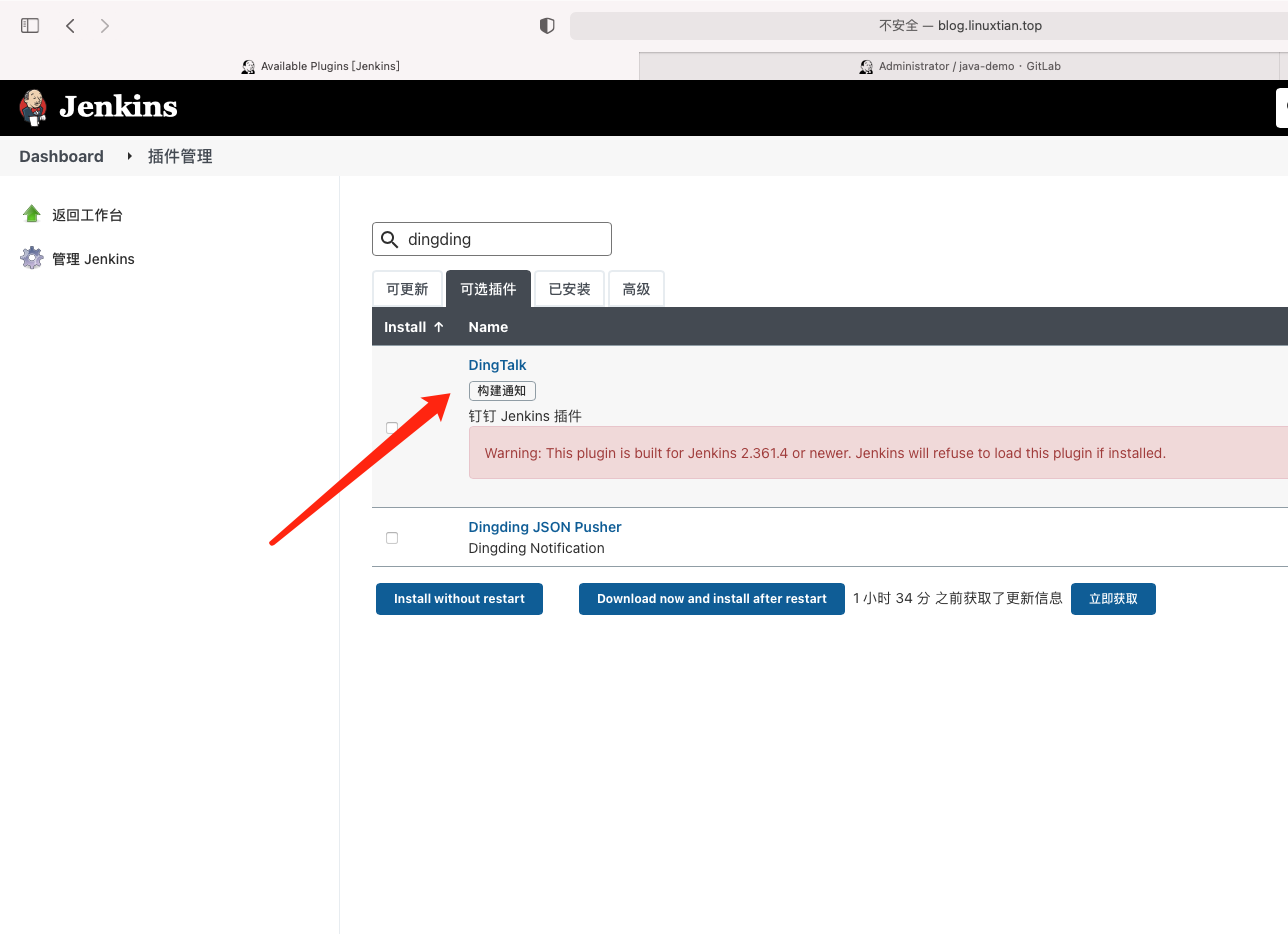 不安全 — blog.linuxtian.top
Available Plugins [Jenkins]
Administrator / java-demo · GitLab
Jenkins
Dashboard
插件管理
返回工作台
管理 Jenkins
dingding
可更新
可选插件
已安装
高级
Install ↑ Name
DingTalk
构建通知
钉钉 Jenkins 插件
Warning: This plugin is built for Jenkins 2.361.4 or newer. Jenkins will refuse to load this plugin if installed.
Dingding JSON Pusher
Dingding Notification
Install without restart
Download now and install after restart
1 小时 34 分 之前获取了更新信息
立即获取